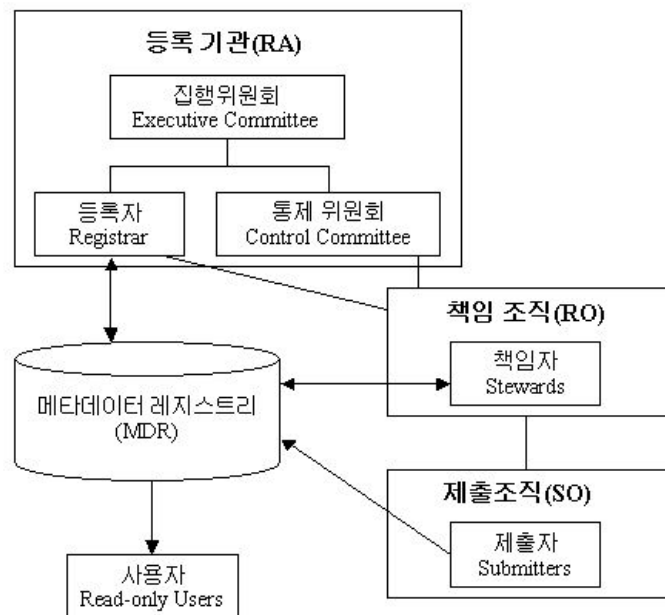 등록 기관(RA)
집행위원회
Executive Committee
등록자
Registrar
통제 위원회
Control Committee
책임 조직(RO)
책임자
Stewards
메타데이터 레지스트리
(MDR)
제출조직(SO)
제출자
Submitters
사용자
Read-only Users